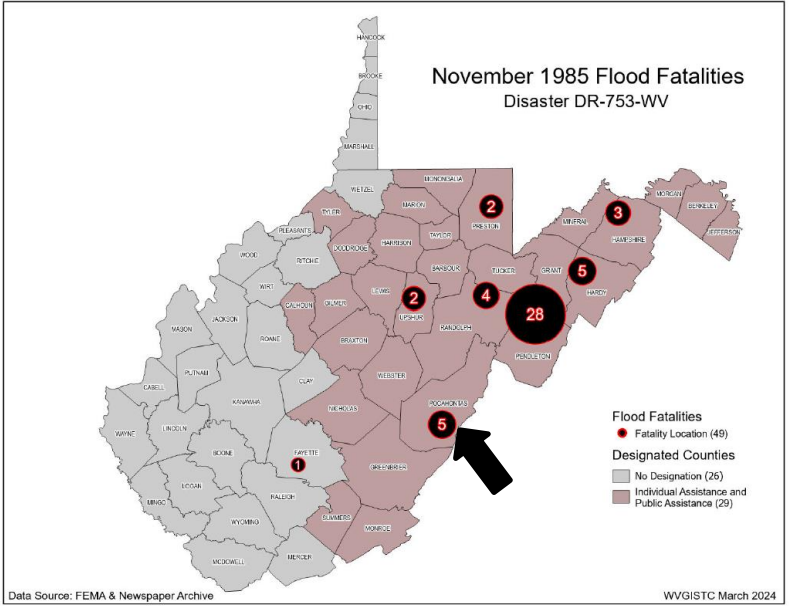 HANCOCK
BROOKE
November 1985 Flood Fatalities
Disaster DR-753-WV
OHIO
MARSHALL
WETZEL
MONONGALIA
MARION
2
PRESTON
MORGAN
BERKELEY
JEFFERSON
3
HAMPSHIRE
MINERAL
TYLER
PLEASANTS
DODDRIDGE
HARRISON
TAYLOR
WOOD
RITCHIE
BARBOUR
TUCKER
GRANT
5
HARDY
WIRT
LEWIS
2
UPSHUR
4
28
CALHOUN
GILMER
RANDOLPH
MASON
JACKSON
ROANE
BRAXTON
PENDLETON
PUTNAM
CLAY
WEBSTER
CABELL
KANAWHA
NICHOLAS
POCAHONTAS
5
WAYNE
LINCOLN
BOONE
FAYETTE
1
GREENBRIER
LOGAN
RALEIGH
MINGO
WYOMING
SUMMERS
MONROE
MCDOWELL
MERCER
Flood Fatalities
Fatality Location (49)
Designated Counties
No Designation (26)
Individual Assistance and
Public Assistance (29)
Data Source: FEMA & Newspaper Archive
WVGISTC March 2024